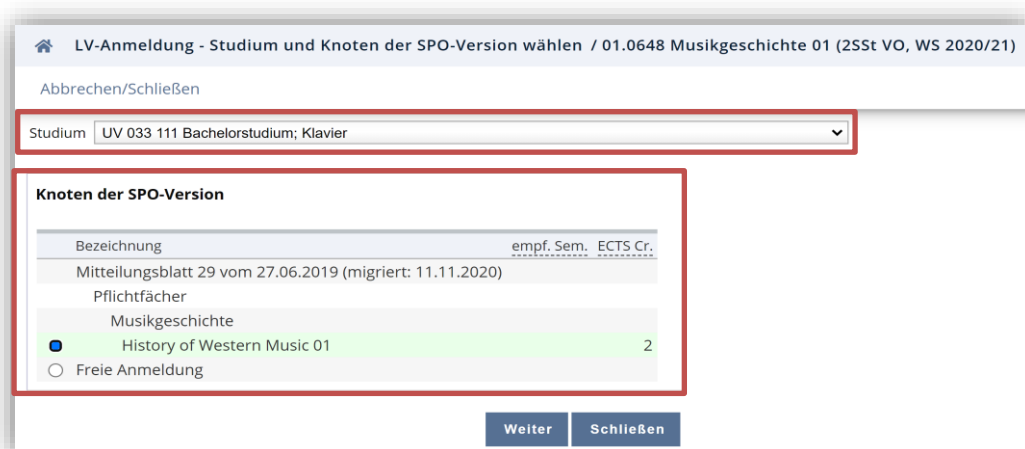 LV-Anmeldung - Studium und Knoten der SPO-Version wählen / 01.0648 Musikgeschichte 01 (2SSt VO, WS 2020/21)
Abbrechen/Schließen
Studium UV 033 111 Bachelorstudium; Klavier
Knoten der SPO-Version
Bezeichnung empf. Sem. ECTS Cr.
Mitteilungsblatt 29 vom 27.06.2019 (migriert: 11.11.2020)
Pflichtfächer
Musikgeschichte
History of Western Music 01 2
Freie Anmeldung
Weiter Schließen